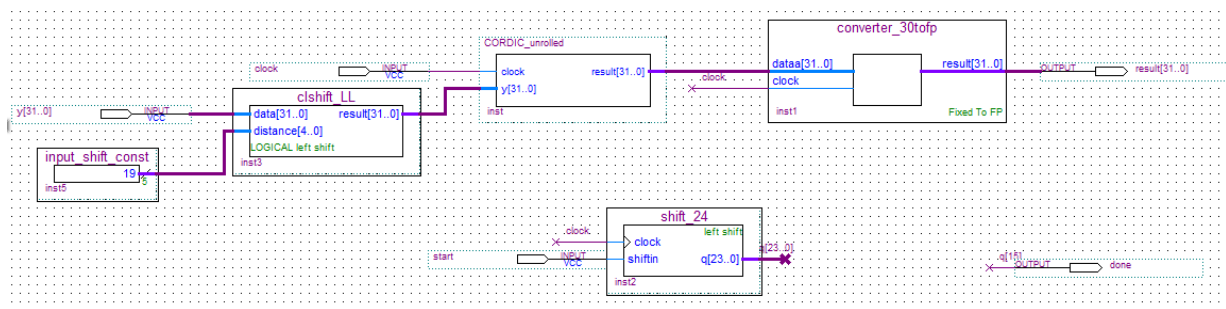 converter_30tofp
CORDIC_unrolled
clock
INPUT
VCC
clock
result[31..0]
y[31..0]
inst
.clock.
dataa[31..0]
result[31..0]
clock
inst1
Fixed To FP
OUTPUT
result[31..0]
y[31..0]
INPUT
VCC
clshift_LL
data[31..0]
result[31..0]
distance[4..0]
LOGICAL left shift
inst3
input_shift_const
19
5
inst5
shift_24
left shift
.clock.
clock
start
INPUT
VCC
shiftin
q[23..0]
inst2
q[23..0]
q[15]
OUTPUT
done